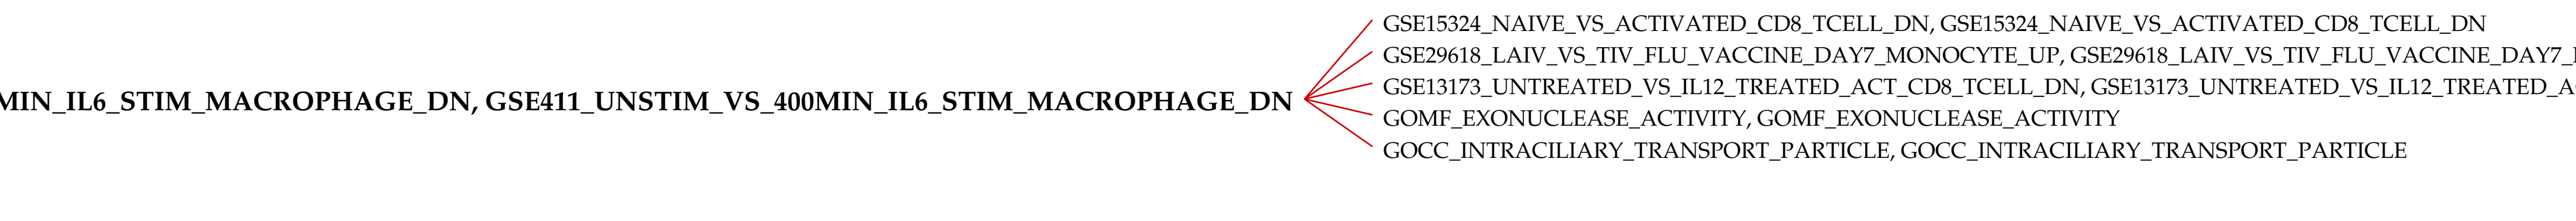 GSE15324_NAIVE_VS_ACTIVATED_CD8_TCELL_DN, GSE15324_NAIVE_VS_ACTIVATED_CD8_TCELL_DN
GSE29618_LAIV_VS_TIV_FLU_VACCINE_DAY7_MONOCYTE_UP, GSE29618_LAIV_VS_TIV_FLU_VACCINE_DAY7_
GSE13173_UNTREATED_VS_IL12_TREATED_ACT_CD8_TCELL_DN, GSE13173_UNTREATED_VS_IL12_TREATED_A
MIN_IL6_STIM_MACROPHAGE_DN, GSE411_UNSTIM_VS_400MIN_IL6_STIM_MACROPHAGE_DN
GOMF_EXONUCLEASE_ACTIVITY, GOMF_EXONUCLEASE_ACTIVITY
GOCC_INTRACILIARY_TRANSPORT_PARTICLE, GOCC_INTRACILIARY_TRANSPORT_PARTICLE